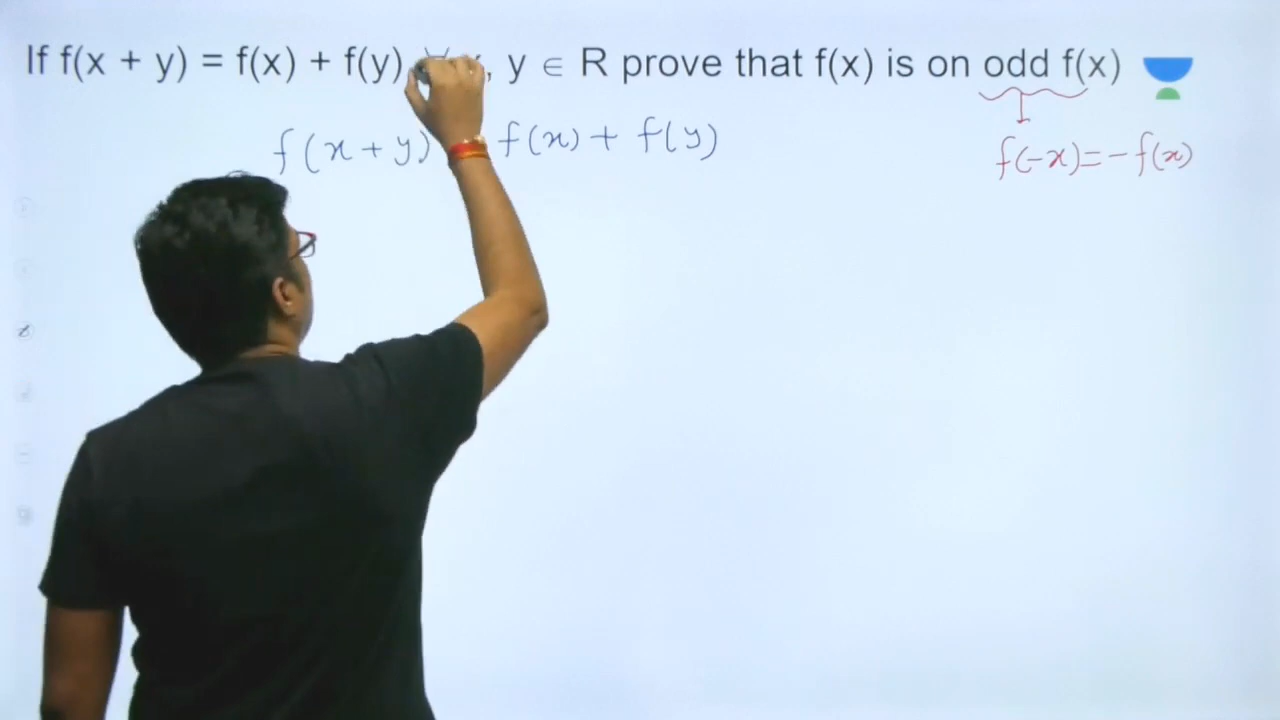 If f(x + y) = f(x) + f(y) , y ∈ R prove that f(x) is on odd f(x)
f(x + y) f(x) + f(y)
f(-x) = - f(x)